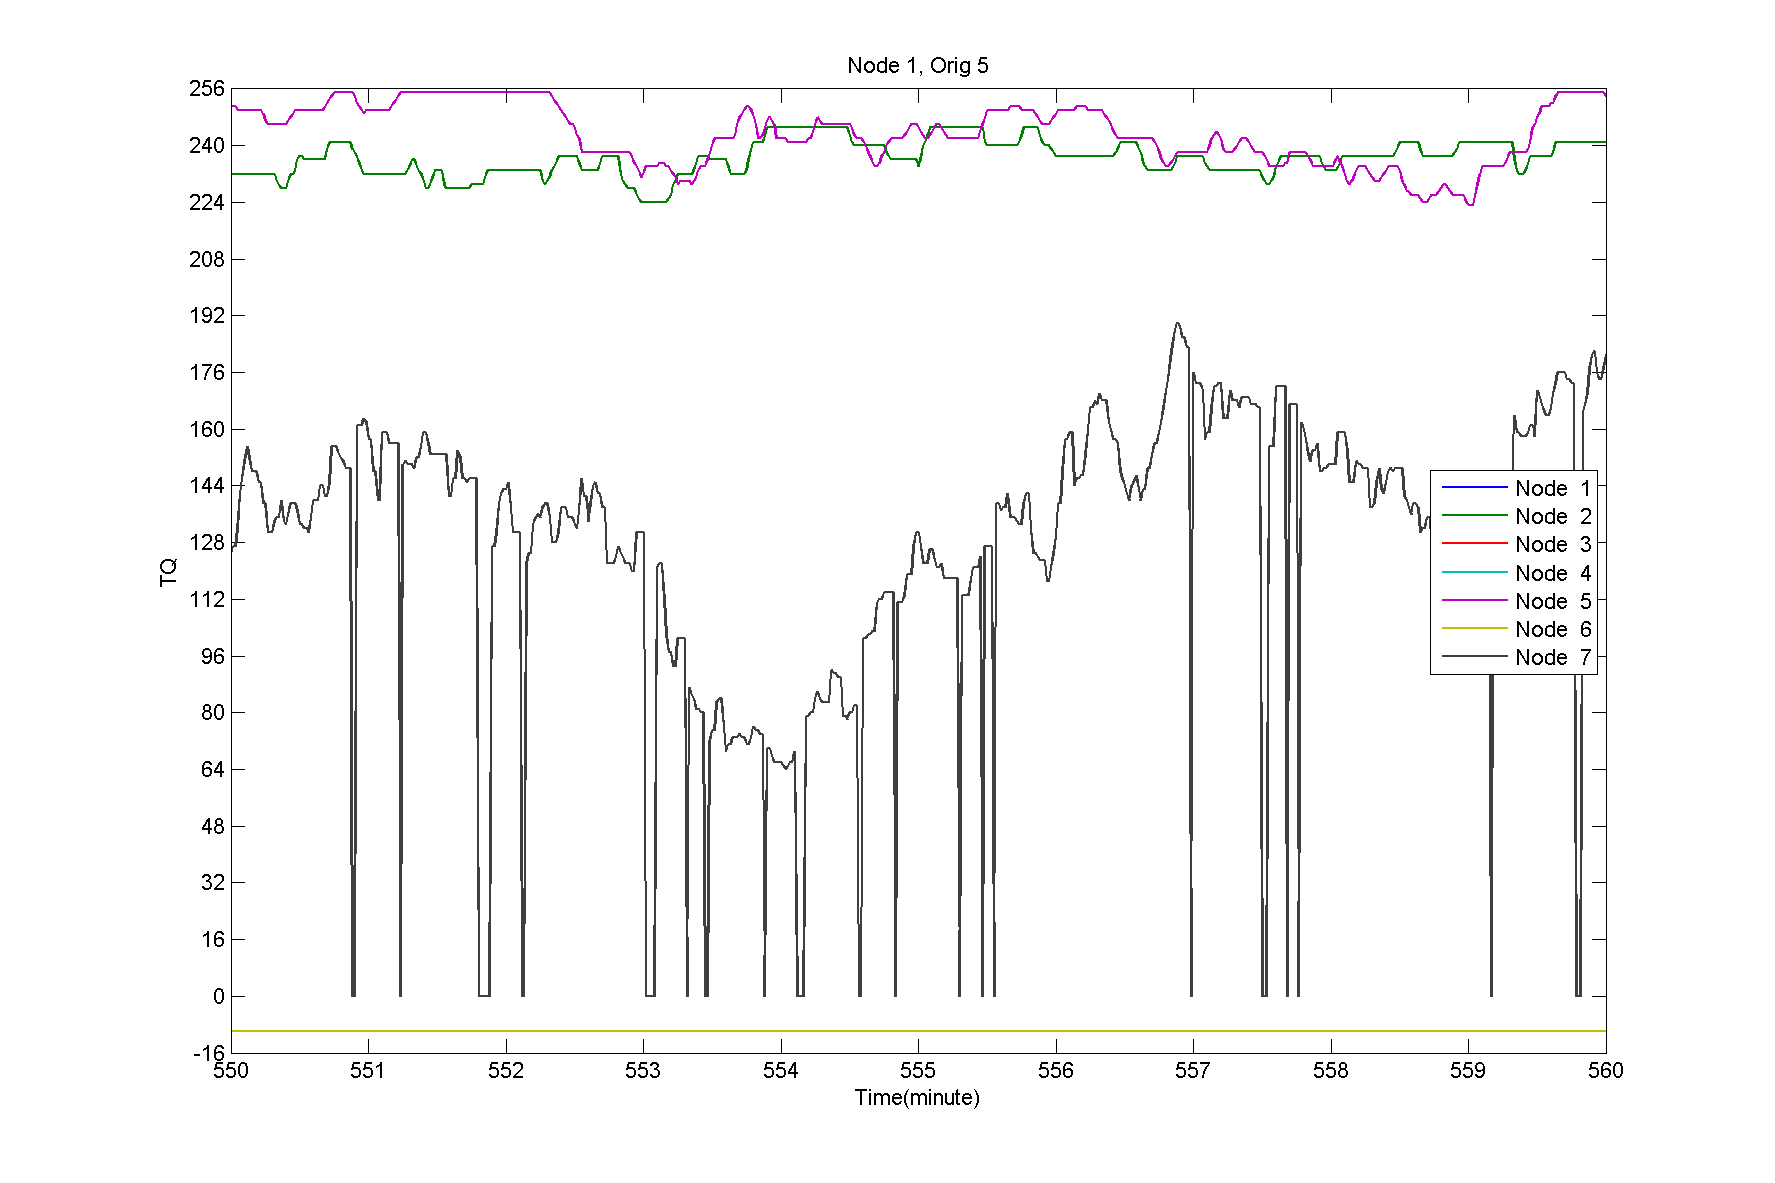 Node 1, Orig 5
256
240
224
208
192
176
160
144
128
112
96
80
64
48
32
16
0
-16
TQ
Node 1
Node 2
Node 3
Node 4
Node 5
Node 6
Node 7
550 551 552 553 554 555 556 557 558 559 560
Time(minute)